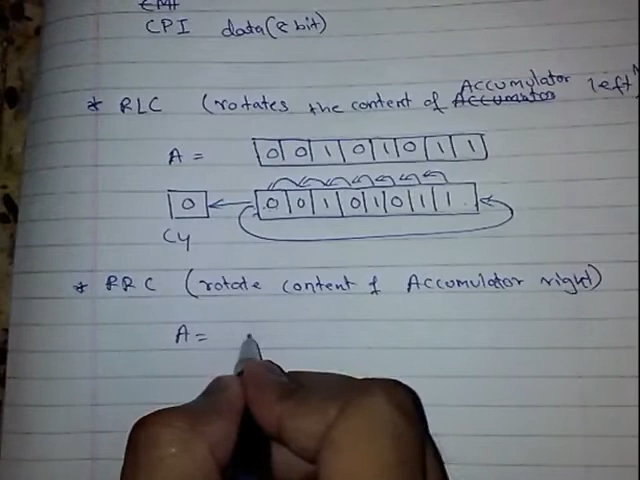 CPI data(8 bit)
* RLC (rotates the content of Accumulator left)
A = 0 0 1 0 1 0 1 1
0 0 0 1 0 1 0 1 1
Cy
* RRC (rotate content of Accumulator right)
A =